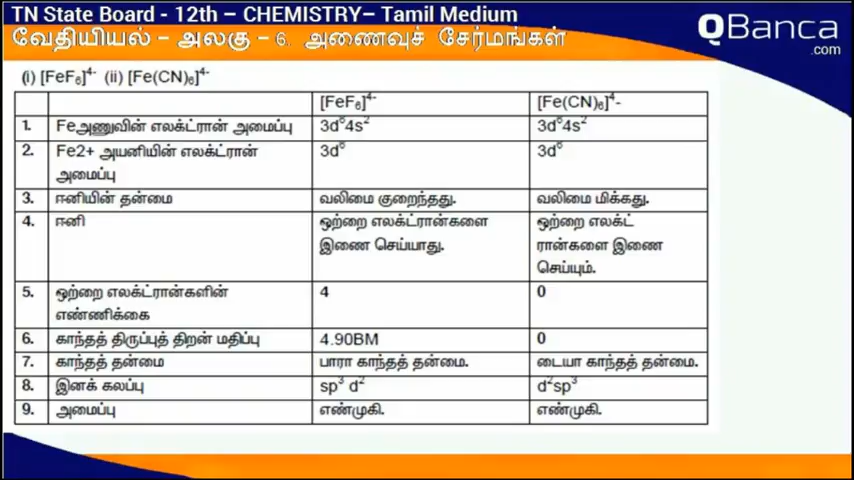 TN State Board - 12th – CHEMISTRY– Tamil Medium
வேதியியல் – அலகு – 6. அணைவுச் சேர்மங்கள்
QBanca
.com
(i) [FeF₆]⁴⁻ (ii) [Fe(CN)₆]⁴⁻
[FeF₆]⁴⁻ [Fe(CN)₆]⁴-
1. Feஅணுவின் எலக்ட்ரான் அமைப்பு 3d⁶4s² 3d⁶4s²
2. Fe2+ அயனியின் எலக்ட்ரான் 3d⁶ 3d⁶
அமைப்பு
3. ஈனியின் தன்மை வலிமை குறைந்தது. வலிமை மிக்கது.
4. ஈனி ஒற்றை எலக்ட்ரான்களை ஒற்றை எலக்ட்
இணை செய்யாது. ரான்களை இணை
செய்யும்.
5. ஒற்றை எலக்ட்ரான்களின் 4 0
எண்ணிக்கை
6. காந்தத் திருப்புத் திறன் மதிப்பு 4.90BM 0
7. காந்தத் தன்மை பாரா காந்தத் தன்மை. டையா காந்தத் தன்மை.
8. இனக் கலப்பு sp³ d² d²sp³
9. அமைப்பு எண்முகி. எண்முகி.